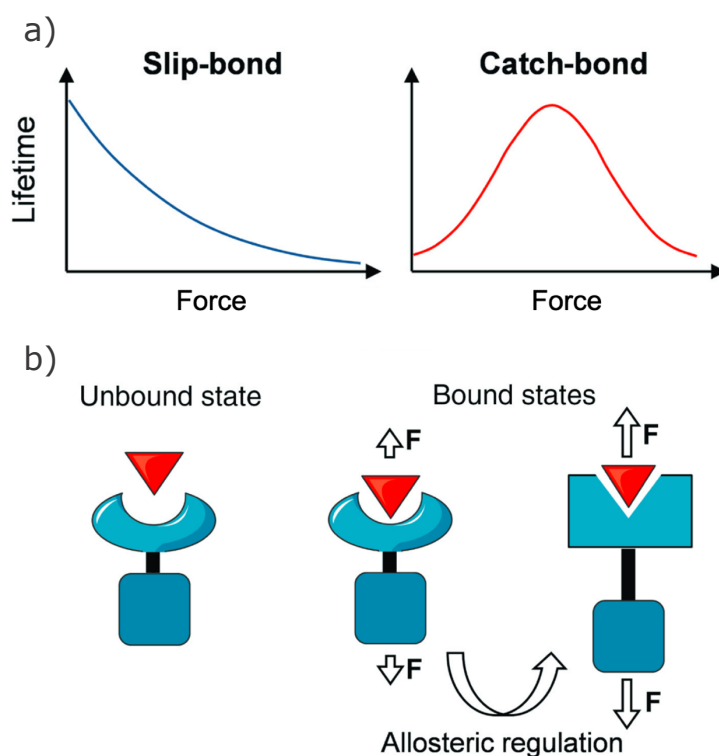 a)
Slip-bond
Catch-bond
Lifetime
Force
Force
b)
Unbound state
Bound states
F
F
F
F
Allosteric regulation